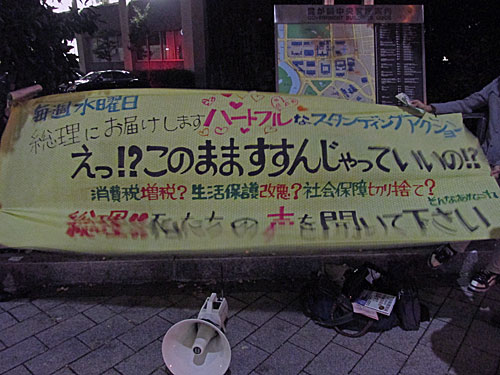 毎週水曜日
総理にお届けします ハートフルなスタンディングアクション
えっ!?このまますすんじゃっていいの!?
消費税増税?生活保護改悪?社会保障切り捨て?
総理!!私たちの声を聞いて下さい